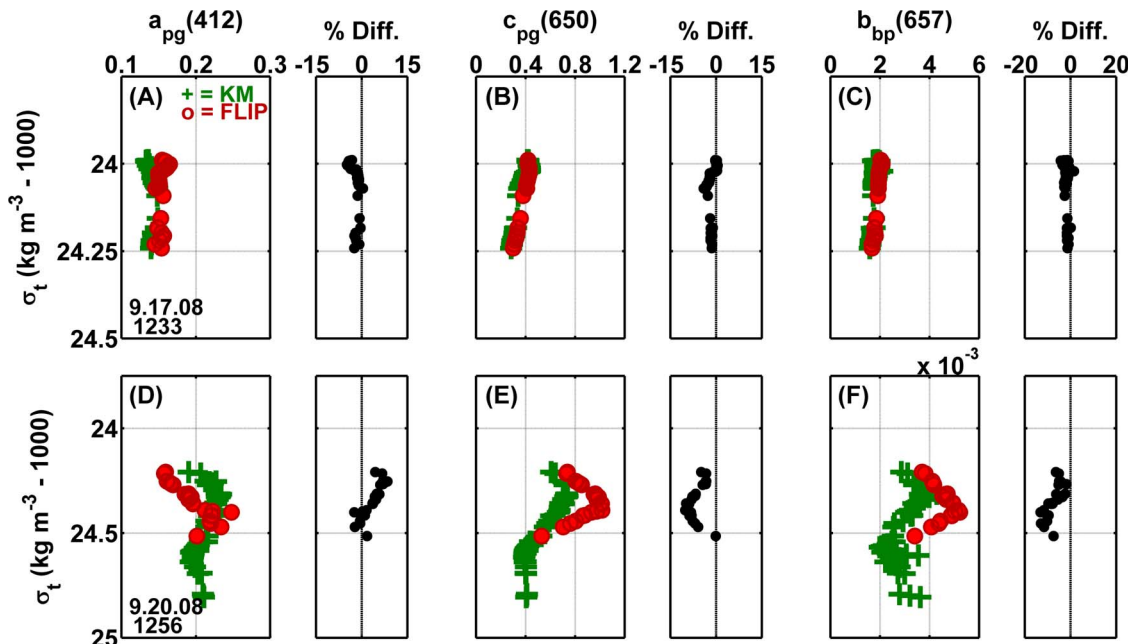 a_pg(412) % Diff. c_pg(650) % Diff. b_bp(657) % Diff.
0.1 0.2 0.3 -15 0 15 0 0.4 0.8 1.2 -15 0 15 0 2 4 6 -20 0 20
(A) + = KM (B) (C)
o = FLIP
24
σ_t (kg m⁻³ - 1000)
24.25
9.17.08
1233
24.5
x 10⁻³
(D) (E) (F)
24
σ_t (kg m⁻³ - 1000)
24.5
9.20.08
1256
25